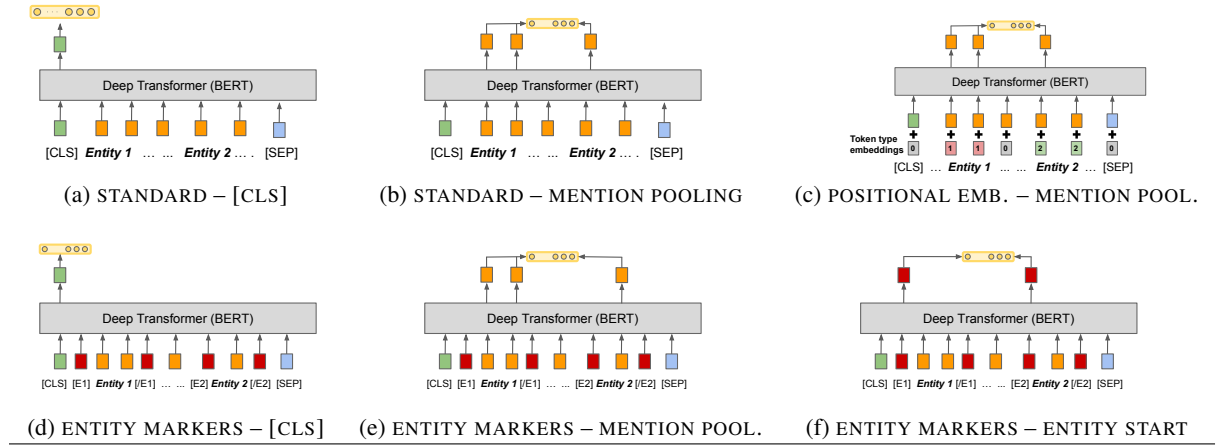 Deep Transformer (BERT)
[CLS] Entity 1 … ... Entity 2 … . [SEP]
(a) STANDARD – [CLS]
Deep Transformer (BERT)
[CLS] Entity 1 … ... Entity 2 … . [SEP]
(b) STANDARD – MENTION POOLING
Deep Transformer (BERT)
Token type
embeddings
0 1 1 0 2 2 0
[CLS] … Entity 1 … ... Entity 2 … [SEP]
(c) POSITIONAL EMB. – MENTION POOL.
Deep Transformer (BERT)
[CLS] [E1] Entity 1 [/E1] … ... [E2] Entity 2 [/E2] [SEP]
(d) ENTITY MARKERS – [CLS]
Deep Transformer (BERT)
[CLS] [E1] Entity 1 [/E1] … ... [E2] Entity 2 [/E2] [SEP]
(e) ENTITY MARKERS – MENTION POOL.
Deep Transformer (BERT)
[CLS] [E1] Entity 1 [/E1] … ... [E2] Entity 2 [/E2] [SEP]
(f) ENTITY MARKERS – ENTITY START